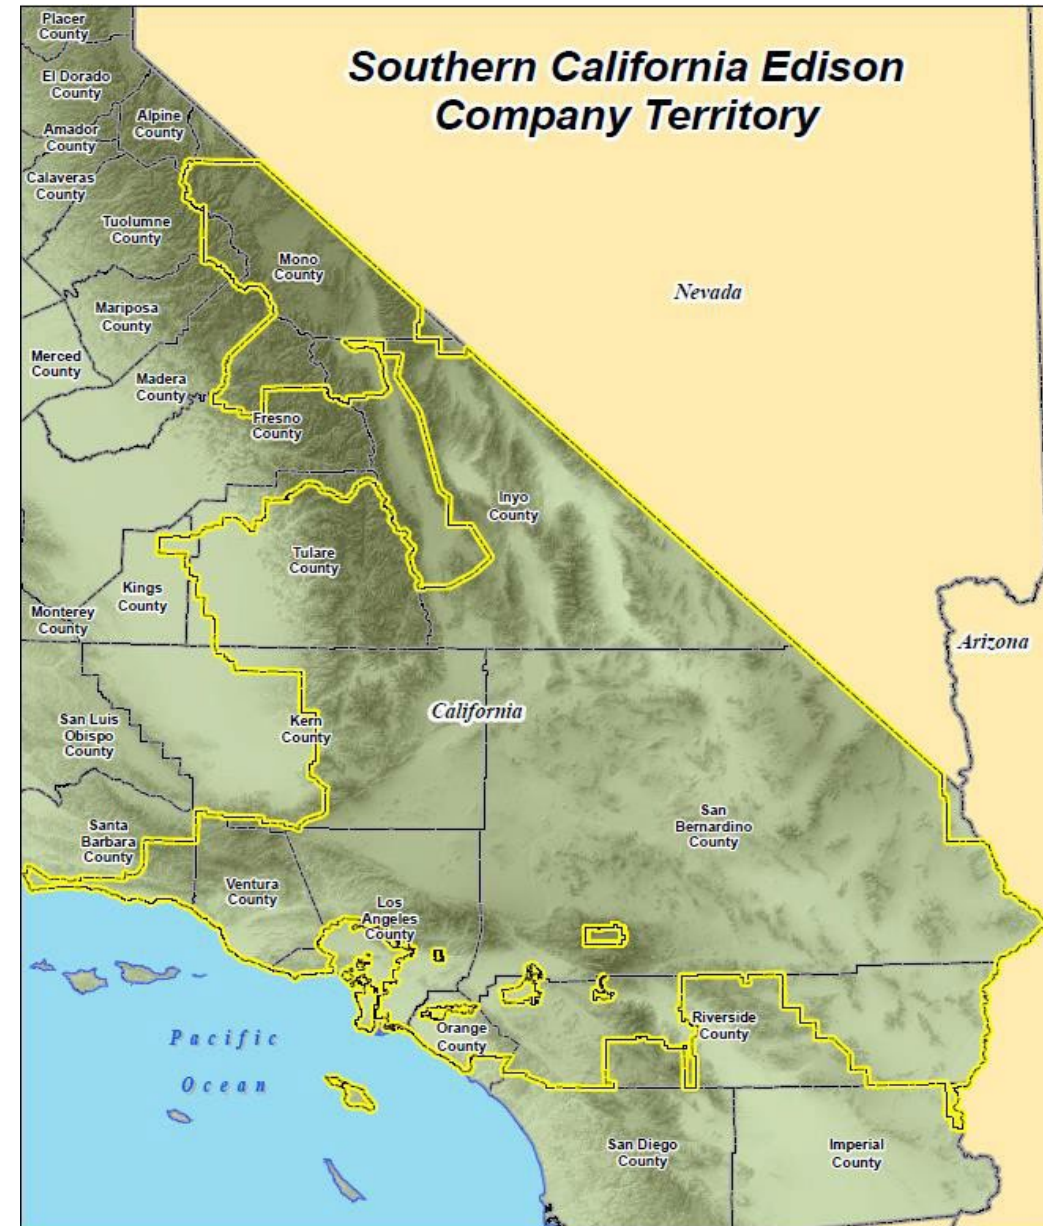 Southern California Edison
Company Territory
Placer
County
El Dorado
County
Alpine
County
Amador
County
Calaveras
County
Tuolumne
County
Mono
County
Nevada
Mariposa
County
Merced
County
Madera
County
Fresno
County
Inyo
County
Tulare
County
Kings
County
Monterey
County
Arizona
San Luis
Obispo
County
Kern
County
California
Santa
Barbara
County
San
Bernardino
County
Ventura
County
Los
Angeles
County
Orange
County
Riverside
County
Pacific
Ocean
San Diego
County
Imperial
County